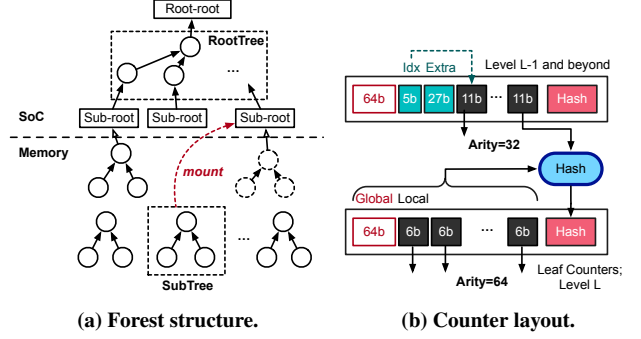 Root-root
RootTree
...
SoC
Sub-root
Sub-root
Sub-root
Memory
mount
...
SubTree
(a) Forest structure.
Idx Extra
Level L-1 and beyond
64b
5b
27b
11b
...
11b
Hash
Arity=32
Hash
Global Local
64b
6b
6b
...
6b
Hash
Arity=64
Leaf Counters;
Level L
(b) Counter layout.